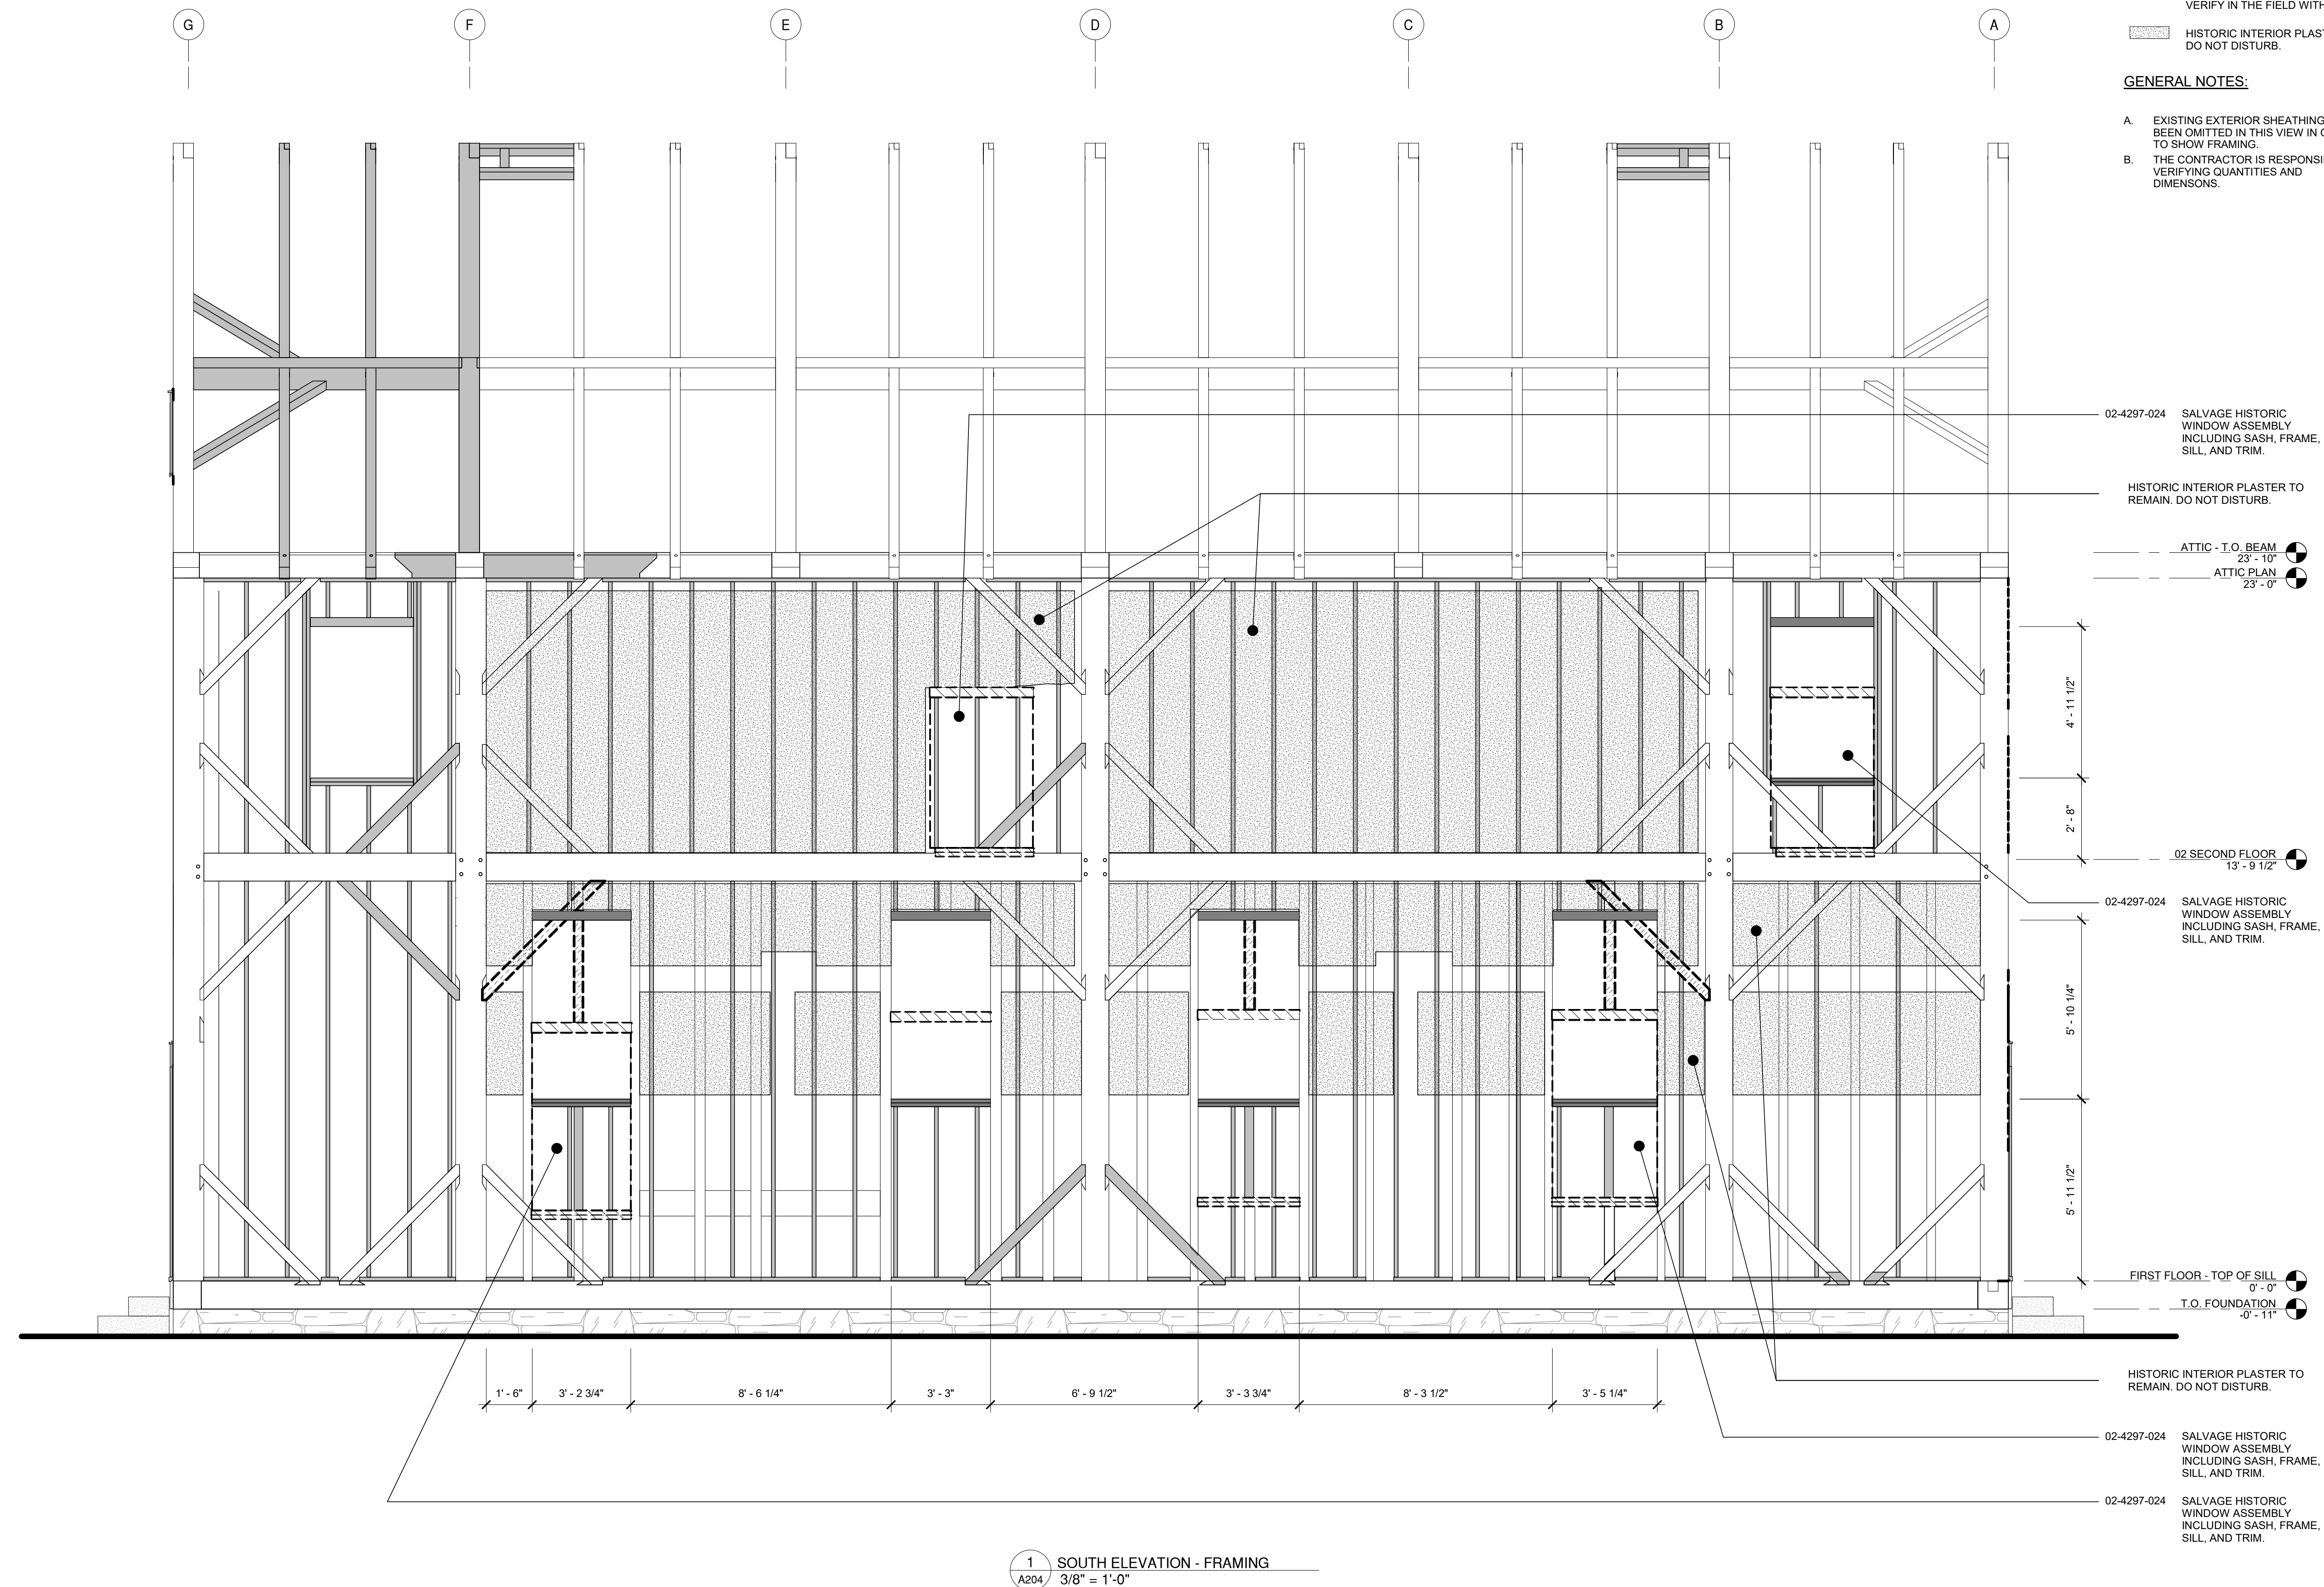 G
F
E
D
C
B
A
VERIFY IN THE FIELD WITH
HISTORIC INTERIOR PLAS
DO NOT DISTURB.
GENERAL NOTES:
A. EXISTING EXTERIOR SHEATHING
BEEN OMITTED IN THIS VIEW IN
TO SHOW FRAMING.
B. THE CONTRACTOR IS RESPONSI
VERIFYING QUANTITIES AND
DIMENSONS.
02-4297-024 SALVAGE HISTORIC
WINDOW ASSEMBLY
INCLUDING SASH, FRAME,
SILL, AND TRIM.
HISTORIC INTERIOR PLASTER TO
REMAIN. DO NOT DISTURB.
ATTIC - T.O. BEAM
23' - 10"
ATTIC PLAN
23' - 0"
4' - 11 1/2"
2' - 8"
02 SECOND FLOOR
13' - 9 1/2"
02-4297-024 SALVAGE HISTORIC
WINDOW ASSEMBLY
INCLUDING SASH, FRAME,
SILL, AND TRIM.
5' - 10 1/4"
5' - 11 1/2"
FIRST FLOOR - TOP OF SILL
0' - 0"
T.O. FOUNDATION
-0' - 11"
1' - 6"
3' - 2 3/4"
8' - 6 1/4"
3' - 3"
6' - 9 1/2"
3' - 3 3/4"
8' - 3 1/2"
3' - 5 1/4"
HISTORIC INTERIOR PLASTER TO
REMAIN. DO NOT DISTURB.
02-4297-024 SALVAGE HISTORIC
WINDOW ASSEMBLY
INCLUDING SASH, FRAME,
SILL, AND TRIM.
02-4297-024 SALVAGE HISTORIC
WINDOW ASSEMBLY
INCLUDING SASH, FRAME,
SILL, AND TRIM.
1 SOUTH ELEVATION - FRAMING
A204 3/8" = 1'-0"